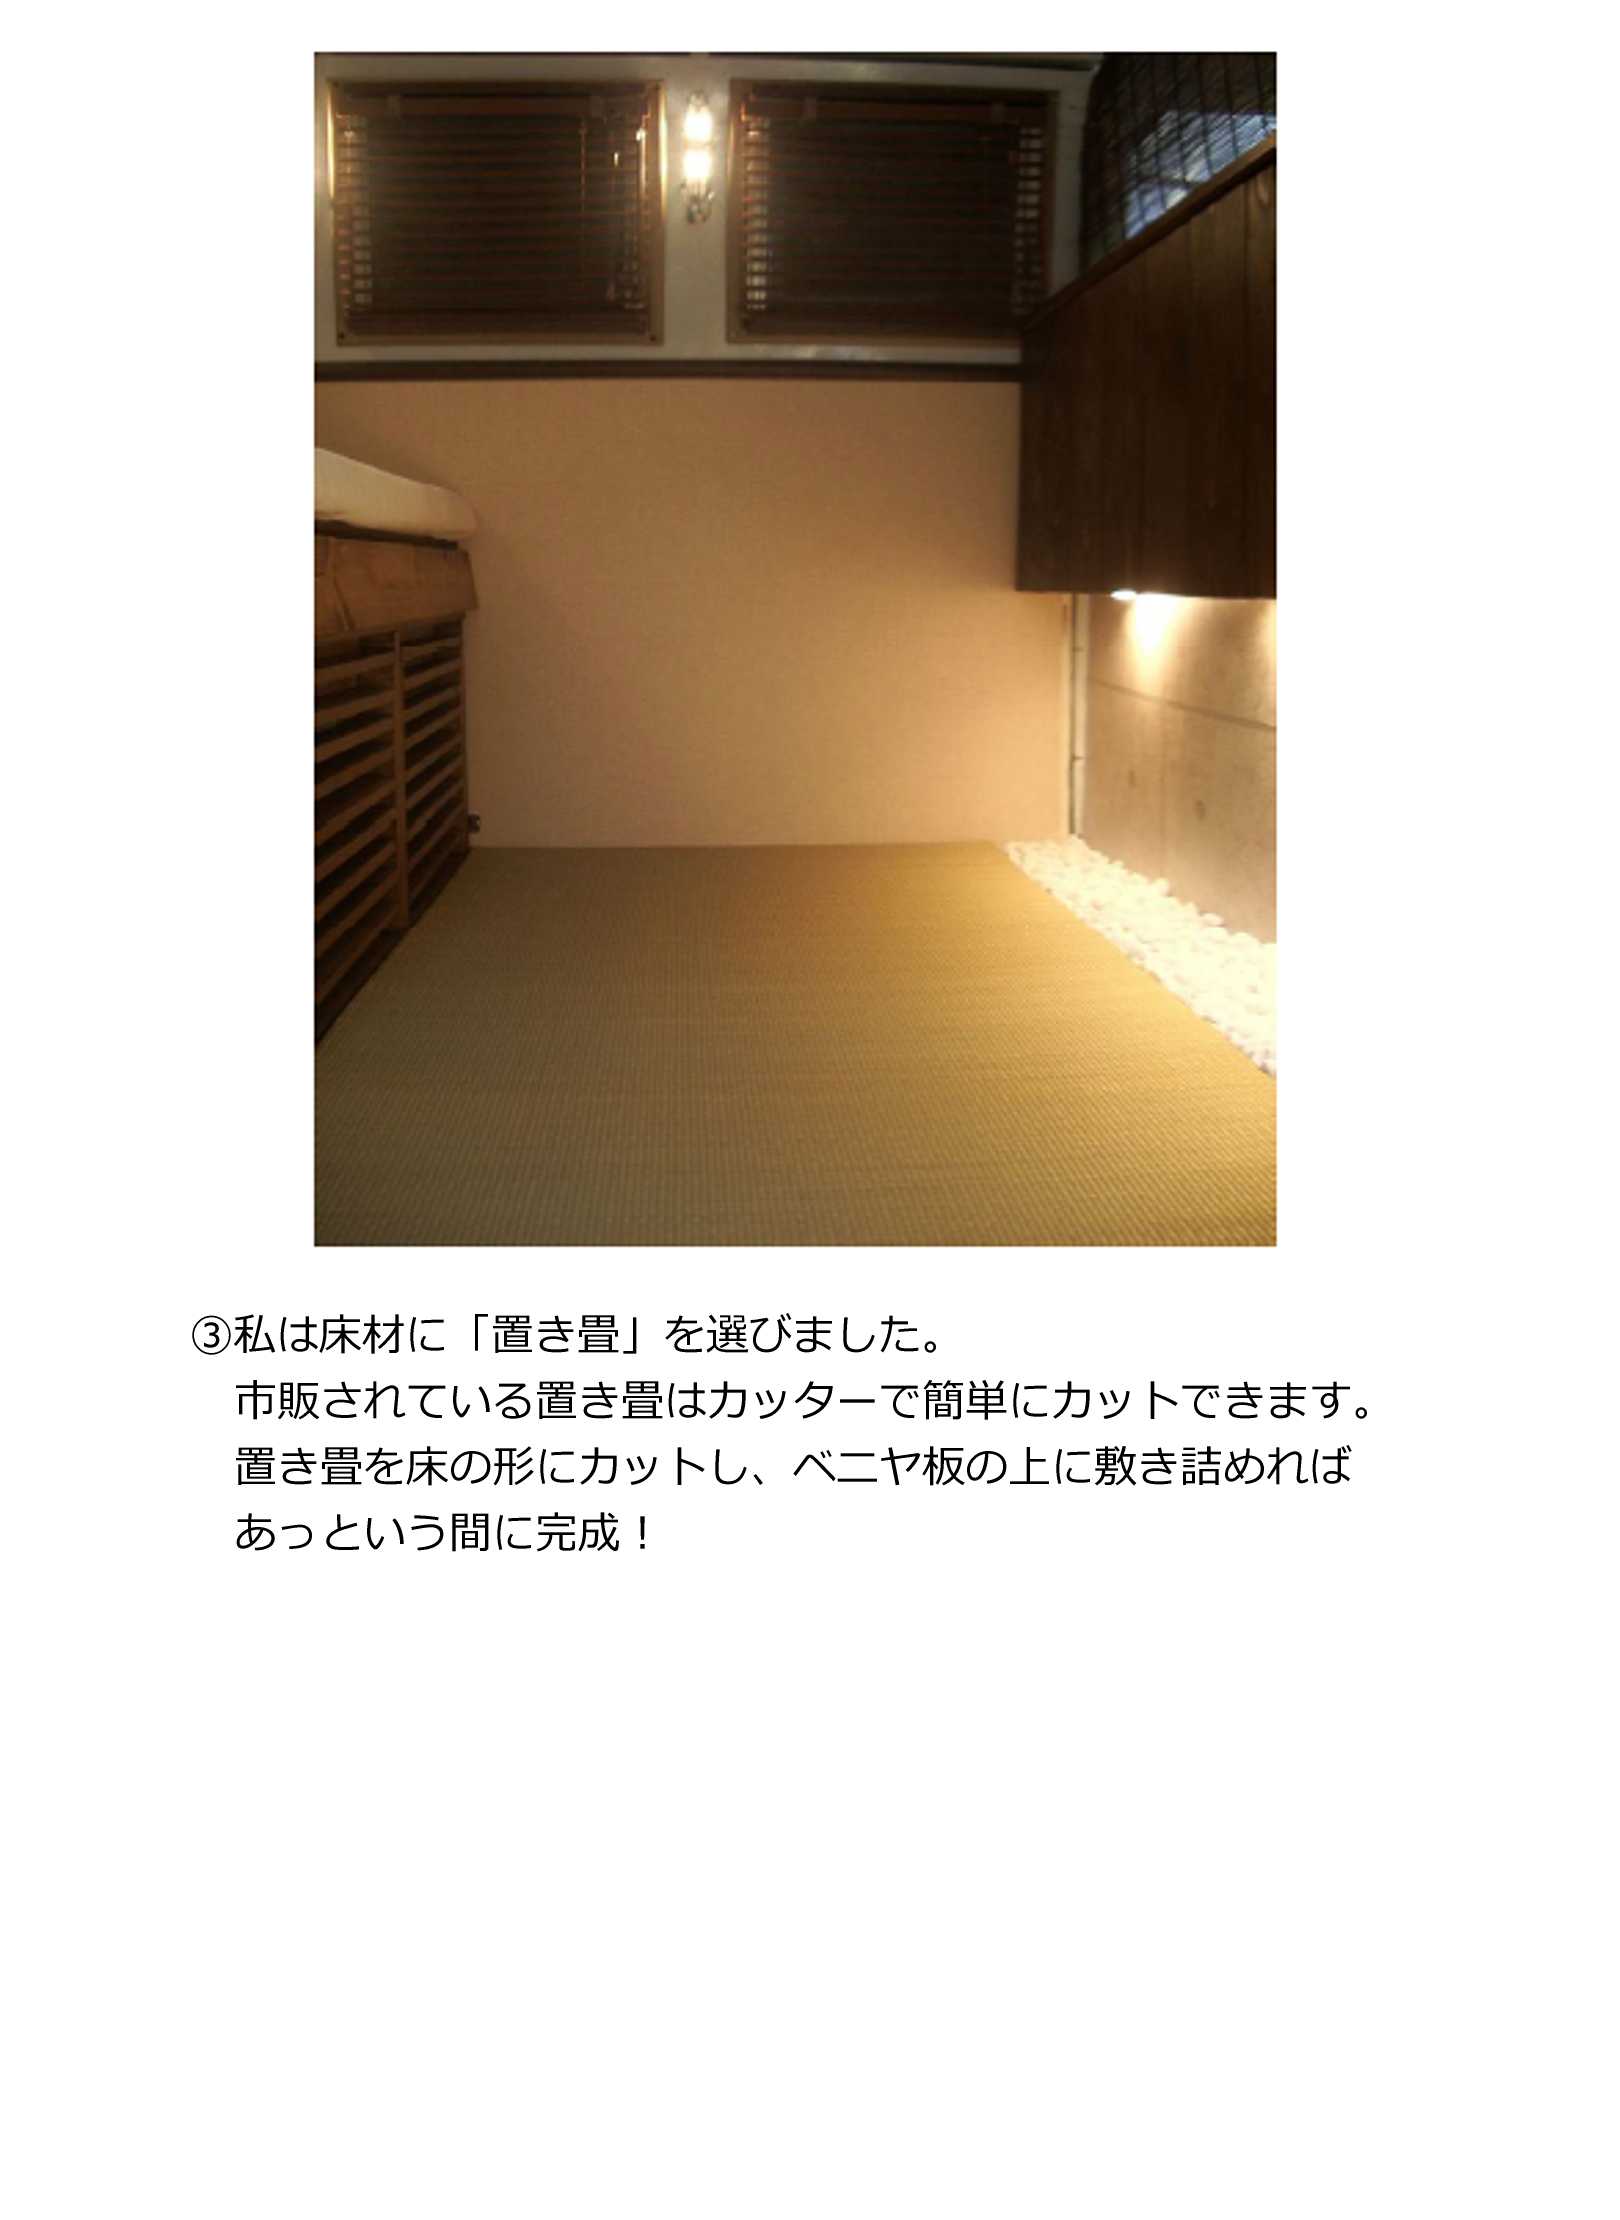 ③私は床材に「置き畳」を選びました。
市販されている置き畳はカッターで簡単にカットできます。
置き畳を床の形にカットし、ベニヤ板の上に敷き詰めれば
あっという間に完成！